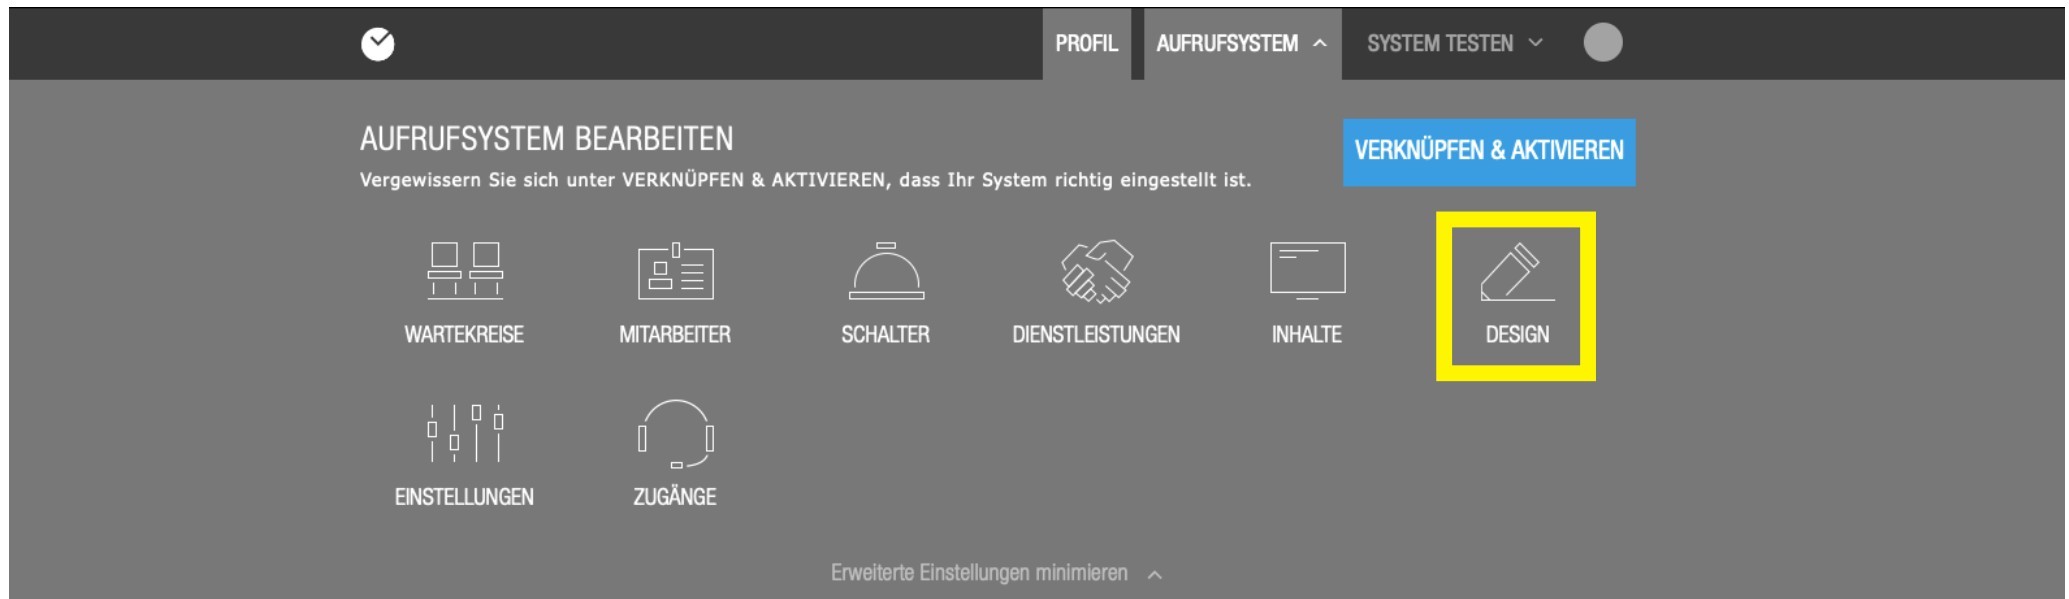 PROFIL AUFRUFSYSTEM SYSTEM TESTEN
AUFRUFSYSTEM BEARBEITEN
VERKNÜPFEN & AKTIVIEREN
Vergewissern Sie sich unter VERKNÜPFEN & AKTIVIEREN, dass Ihr System richtig eingestellt ist.
WARTEKREISE MITARBEITER SCHALTER DIENSTLEISTUNGEN INHALTE DESIGN
EINSTELLUNGEN ZUGÄNGE
Erweiterte Einstellungen minimieren